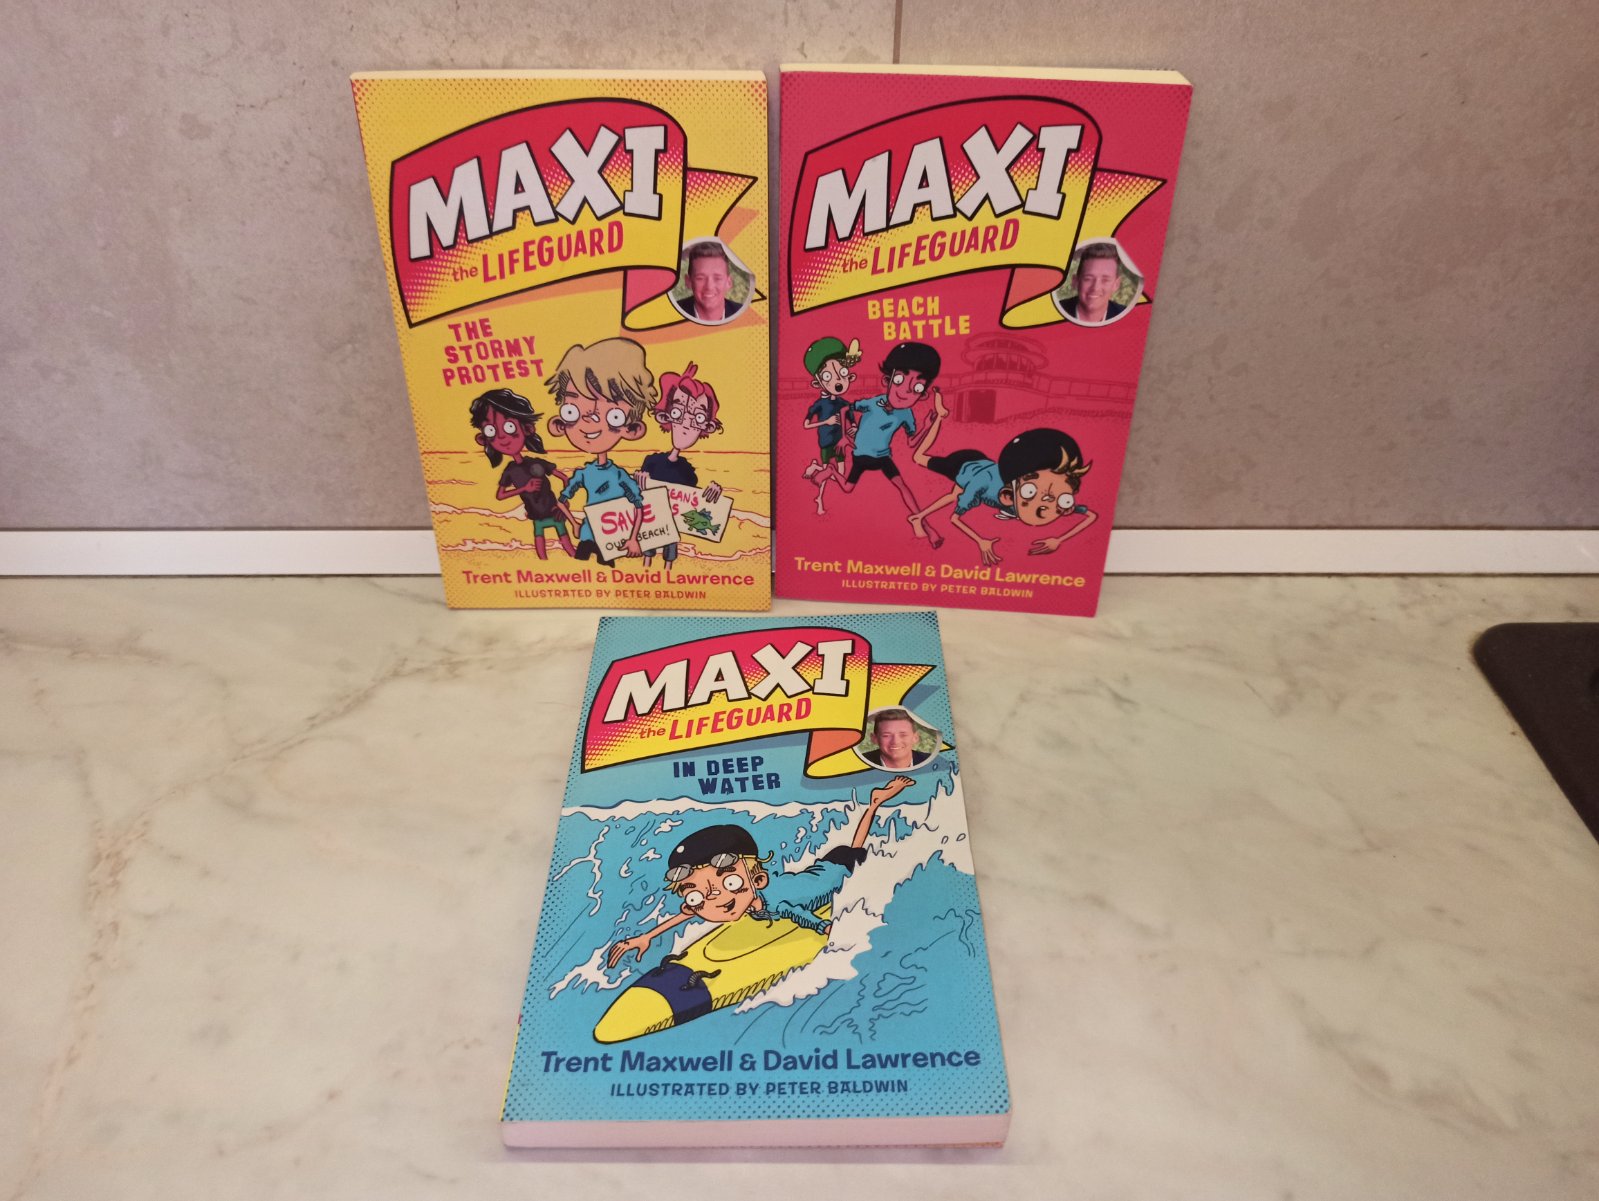 MAXI
the LIFEGUARD
THE
STORMY
PROTEST
SAVE
OUR BEACH!
EAN'S
S
Trent Maxwell & David Lawrence
ILLUSTRATED BY PETER BALDWIN
MAXI
the LIFEGUARD
BEACH
BATTLE
Trent Maxwell & David Lawrence
ILLUSTRATED BY PETER BALDWIN
MAXI
the LIFEGUARD
IN DEEP
WATER
Trent Maxwell & David Lawrence
ILLUSTRATED BY PETER BALDWIN